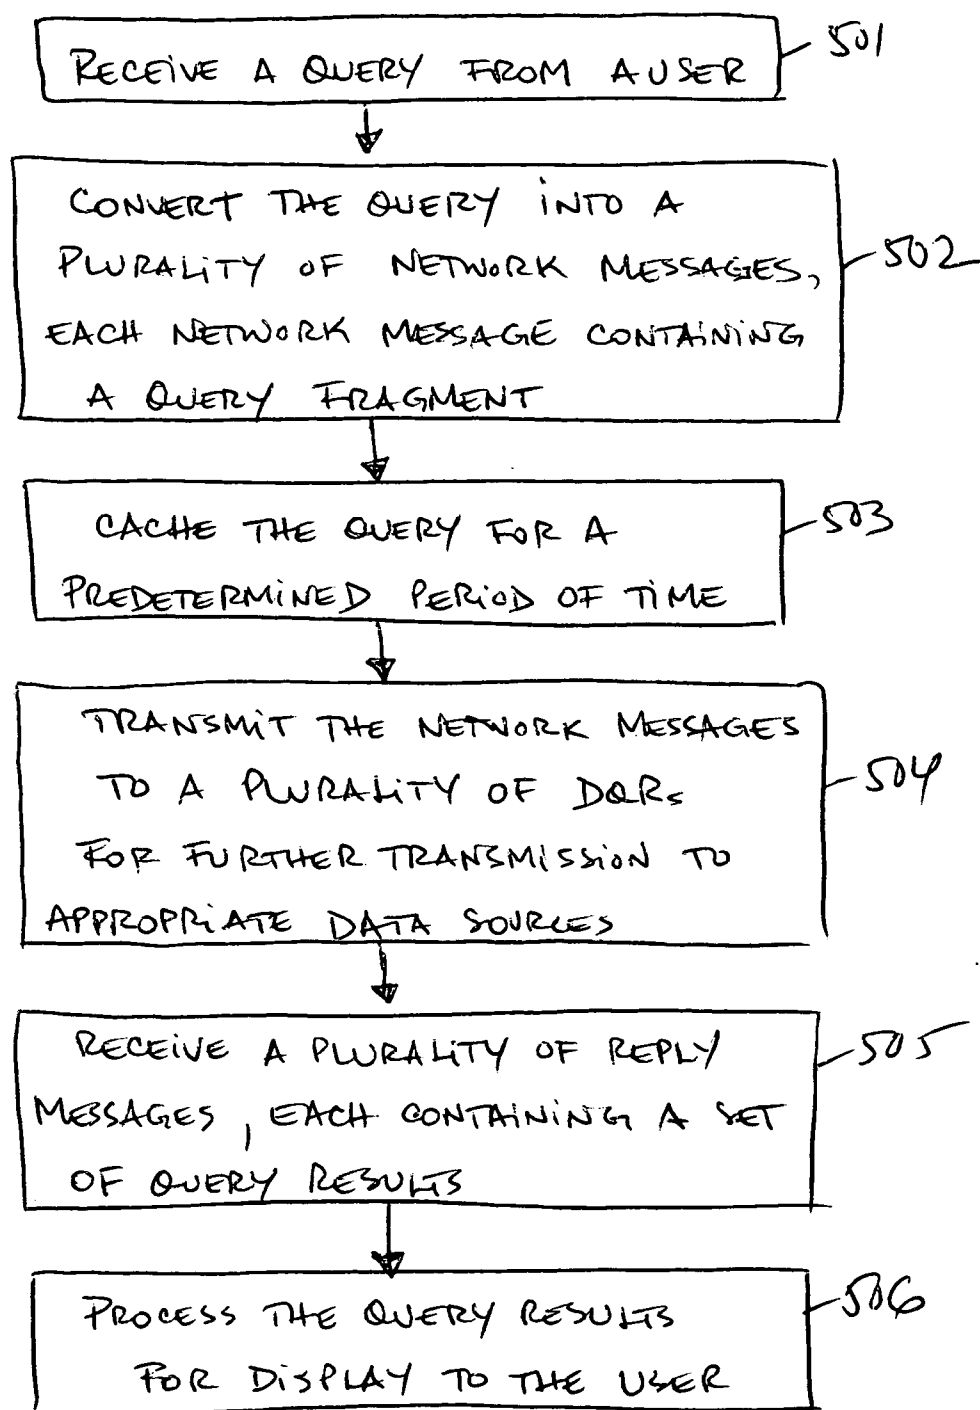 RECEIVE A QUERY FROM A USER
501
CONVERT THE QUERY INTO A
PLURALITY OF NETWORK MESSAGES,
502
EACH NETWORK MESSAGE CONTAINING
A QUERY FRAGMENT
CACHE THE QUERY FOR A
503
PREDETERMINED PERIOD OF TIME
TRANSMIT THE NETWORK MESSAGES
TO A PLURALITY OF DQRs
504
FOR FURTHER TRANSMISSION TO
APPROPRIATE DATA SOURCES
RECEIVE A PLURALITY OF REPLY
505
MESSAGES, EACH CONTAINING A SET
OF QUERY RESULTS
PROCESS THE QUERY RESULTS
506
FOR DISPLAY TO THE USER